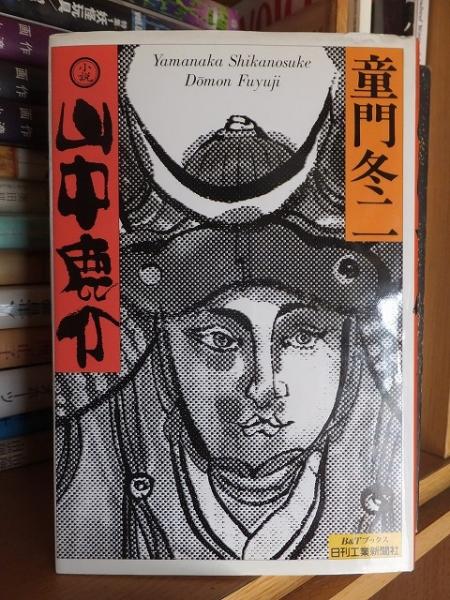 Yamanaka Shikanosuke
Dōmon Fuyuji
童門冬二
小説
山中鹿介
B&Tブックス
日刊工業新聞社